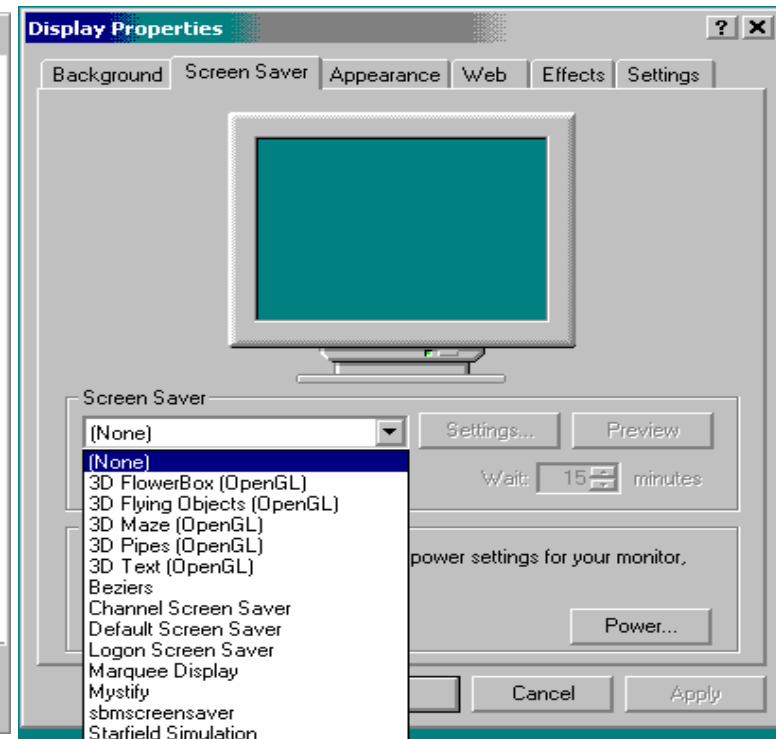 Display Properties
Background Screen Saver Appearance Web Effects Settings
Screen Saver
(None) Settings... Preview
Wait: 15 minutes
(None)
3D FlowerBox (OpenGL)
3D Flying Objects (OpenGL)
3D Maze (OpenGL)
3D Pipes (OpenGL)
3D Text (OpenGL)
Beziers
Channel Screen Saver
Default Screen Saver
Logon Screen Saver
Marquee Display
Mystify
sbmscreensaver
Starfield Simulation
power settings for your monitor,
Power...
Cancel Apply